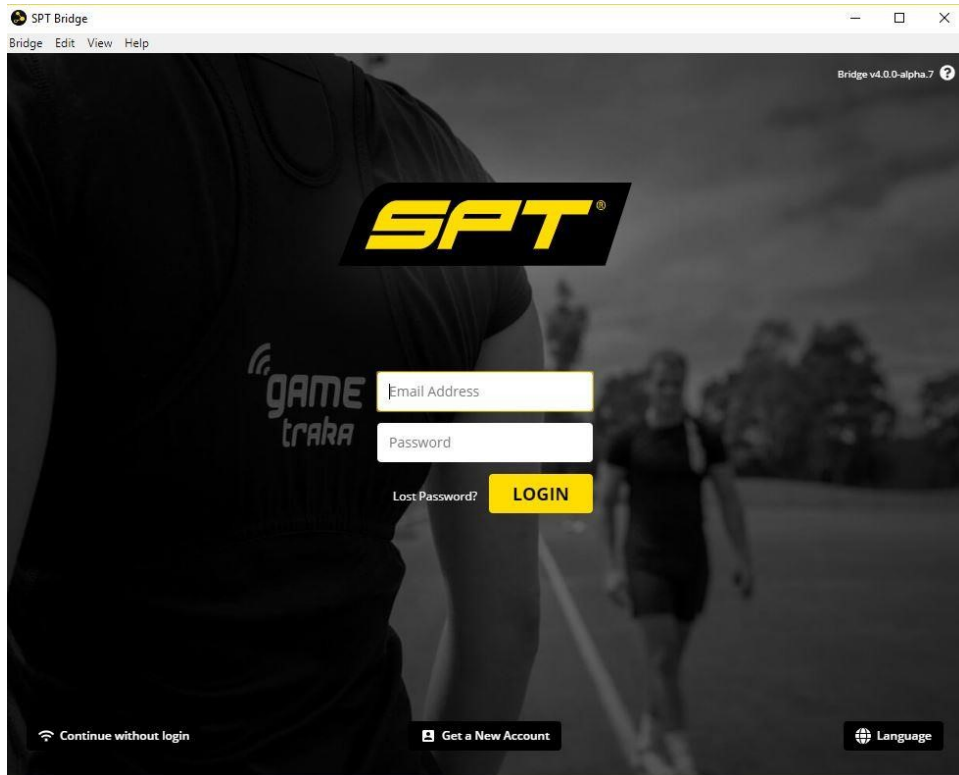 SPT Bridge
Bridge Edit View Help
Bridge v4.0.0-alpha.7 ?
SPT®
GAME
traka
Email Address
Password
Lost Password? LOGIN
Continue without login Get a New Account Language